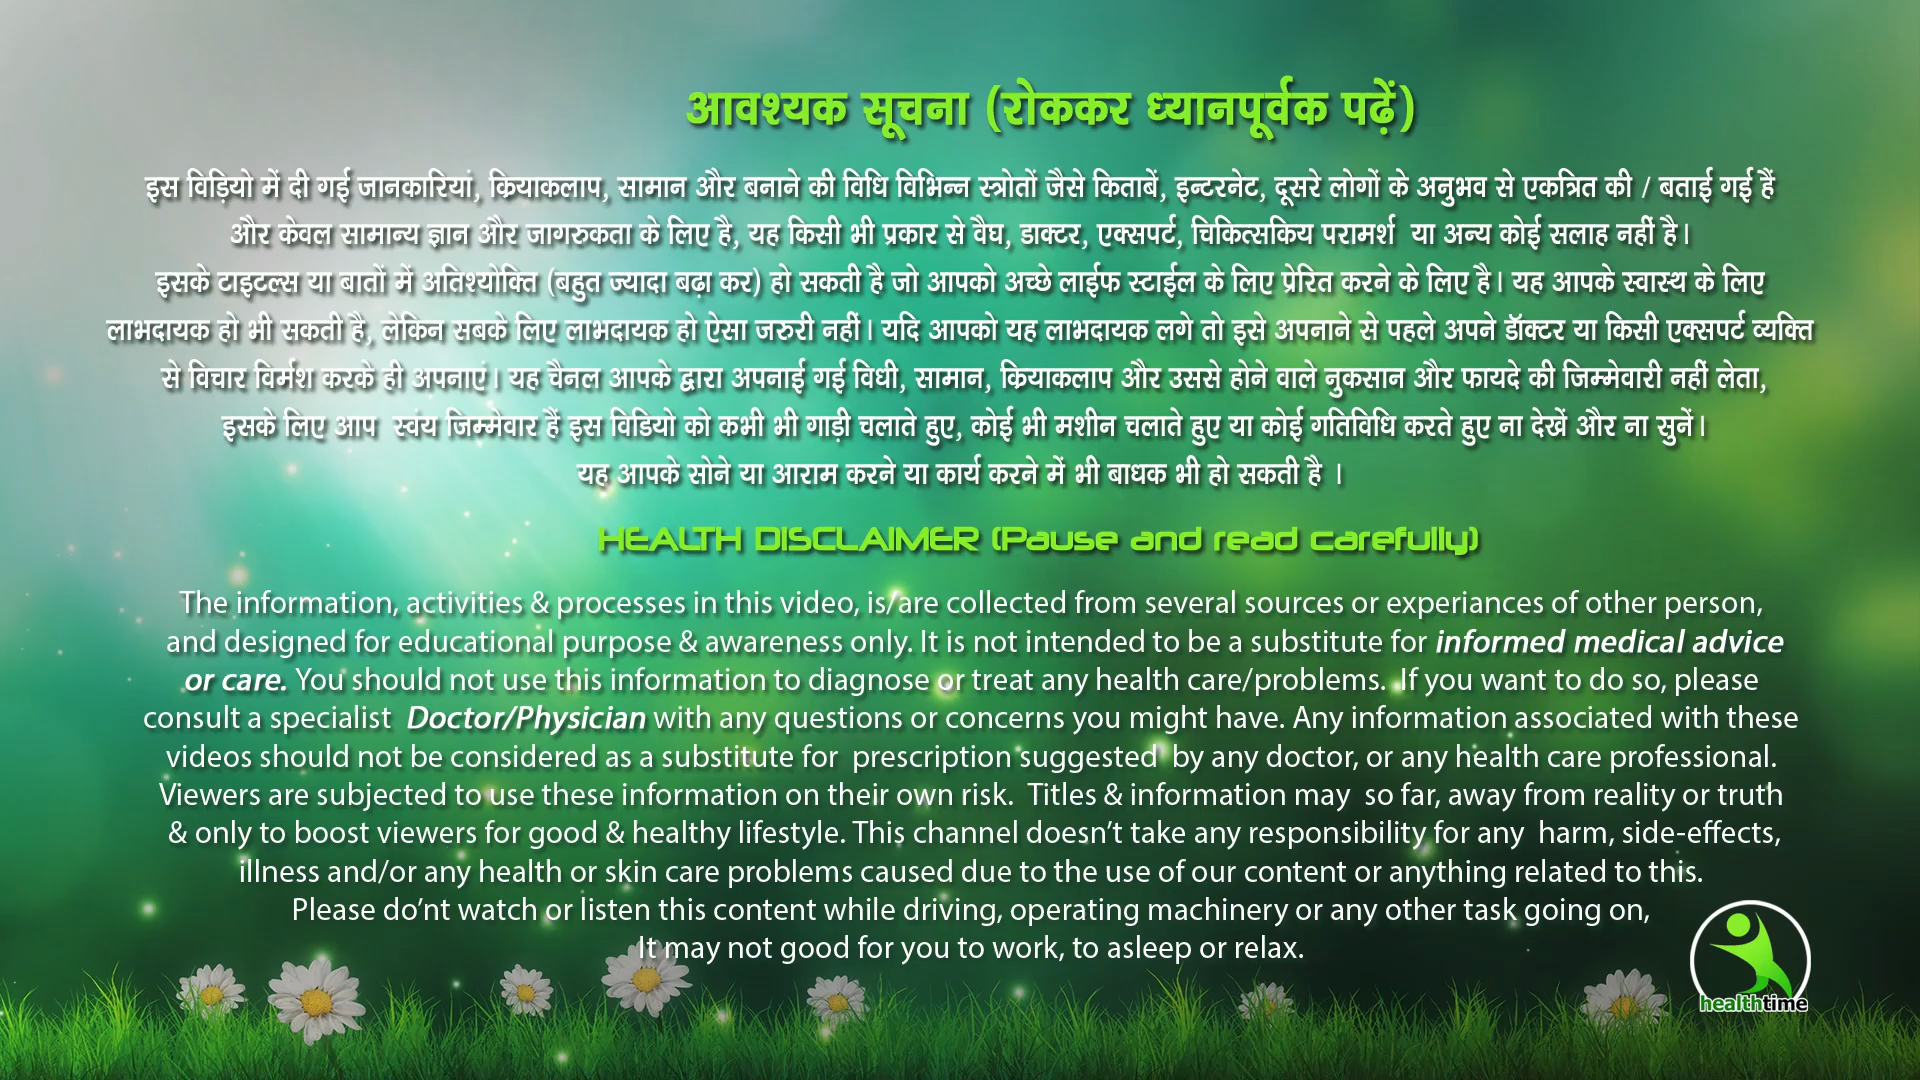 आवश्यक सूचना (रोककर ध्यानपूर्वक पढ़ें)
इस विड़ियो में दी गई जानकारियां, क्रियाकलाप, सामान और बनाने की विधि विभिन्न स्त्रोतों जैसे किताबें, इन्टरनेट, दूसरे लोगों के अनुभव से एकत्रित की / बताई गई हैं
और केवल सामान्य ज्ञान और जागरुकता के लिए है, यह किसी भी प्रकार से वैघ, डाक्टर, एक्सपर्ट, चिकित्सकिय परामर्श या अन्य कोई सलाह नहीं है।
इसके टाइटल्स या बातों में अतिश्योक्ति (बहुत ज्यादा बढ़ा कर) हो सकती है जो आपको अच्छे लाईफ स्टाईल के लिए प्रेरित करने के लिए है। यह आपके स्वास्थ के लिए
लाभदायक हो भी सकती है, लेकिन सबके लिए लाभदायक हो ऐसा जरुरी नहीं। यदि आपको यह लाभदायक लगे तो इसे अपनाने से पहले अपने डॉक्टर या किसी एक्सपर्ट व्यक्ति
से विचार विर्मश करके ही अपनाएं। यह चैनल आपके द्वारा अपनाई गई विधी, सामान, क्रियाकलाप और उससे होने वाले नुकसान और फायदे की जिम्मेवारी नहीं लेता,
इसके लिए आप स्वंय जिम्मेवार हैं इस विडियो को कभी भी गाड़ी चलाते हुए, कोई भी मशीन चलाते हुए या कोई गतिविधि करते हुए ना देखें और ना सुनें।
यह आपके सोने या आराम करने या कार्य करने में भी बाधक भी हो सकती है ।
HEALTH DISCLAIMER (Pause and read carefully)
The information, activities & processes in this video, is/are collected from several sources or experiances of other person,
and designed for educational purpose & awareness only. It is not intended to be a substitute for informed medical advice
or care. You should not use this information to diagnose or treat any health care/problems. If you want to do so, please
consult a specialist Doctor/Physician with any questions or concerns you might have. Any information associated with these
videos should not be considered as a substitute for prescription suggested by any doctor, or any health care professional.
Viewers are subjected to use these information on their own risk. Titles & information may so far, away from reality or truth
& only to boost viewers for good & healthy lifestyle. This channel doesn’t take any responsibility for any harm, side-effects,
illness and/or any health or skin care problems caused due to the use of our content or anything related to this.
Please do’nt watch or listen this content while driving, operating machinery or any other task going on,
It may not good for you to work, to asleep or relax.
healthtime